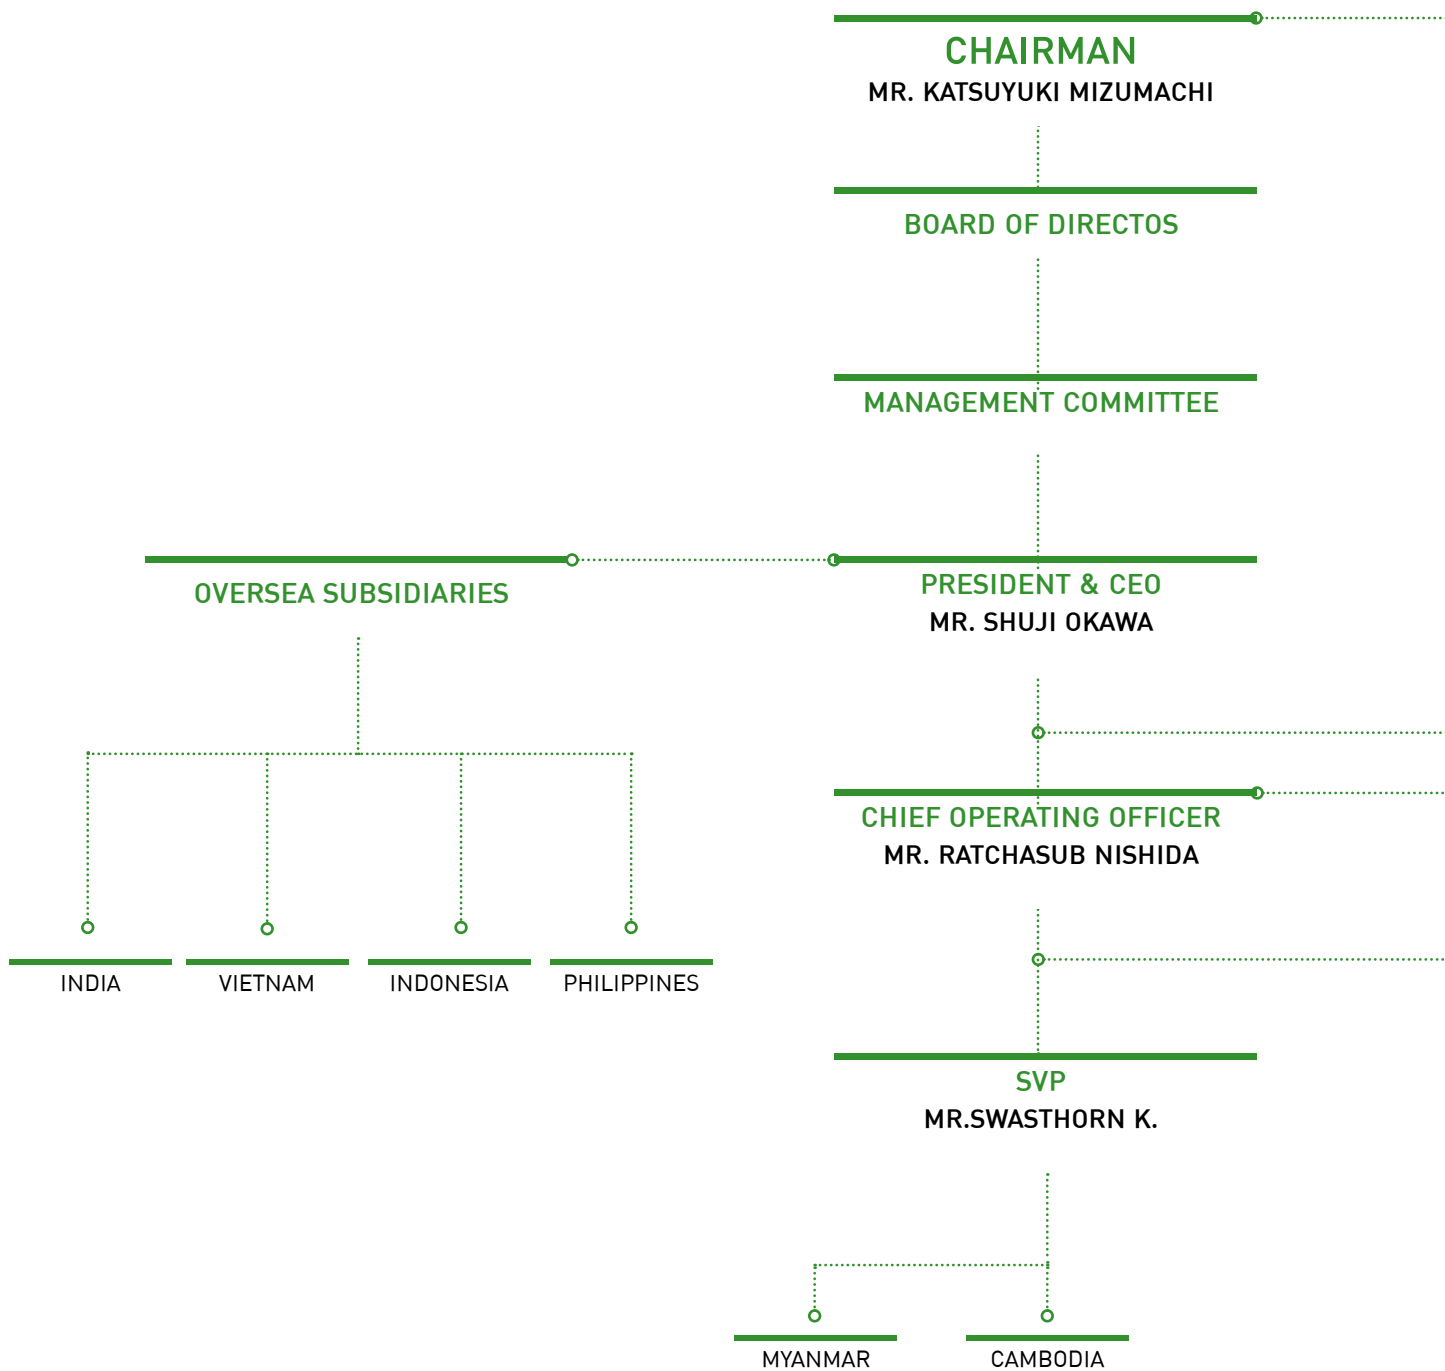 CHAIRMAN
MR. KATSUYUKI MIZUMACHI
BOARD OF DIRECTOS
MANAGEMENT COMMITTEE
OVERSEA SUBSIDIARIES
PRESIDENT & CEO
MR. SHUJI OKAWA
CHIEF OPERATING OFFICER
MR. RATCHASUB NISHIDA
INDIA
VIETNAM
INDONESIA
PHILIPPINES
SVP
MR.SWASTHORN K.
MYANMAR
CAMBODIA